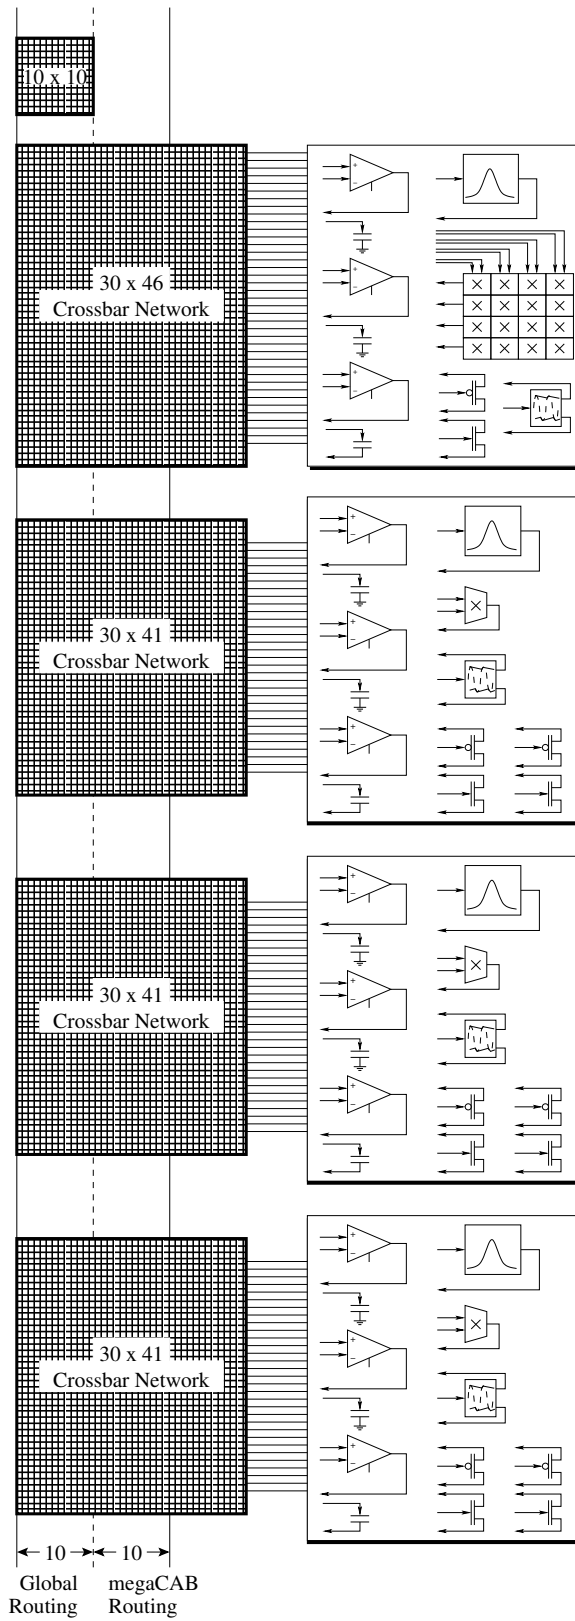 10 x 10
30 x 46
Crossbar Network
30 x 41
Crossbar Network
30 x 41
Crossbar Network
30 x 41
Crossbar Network
10 10
Global megaCAB
Routing Routing